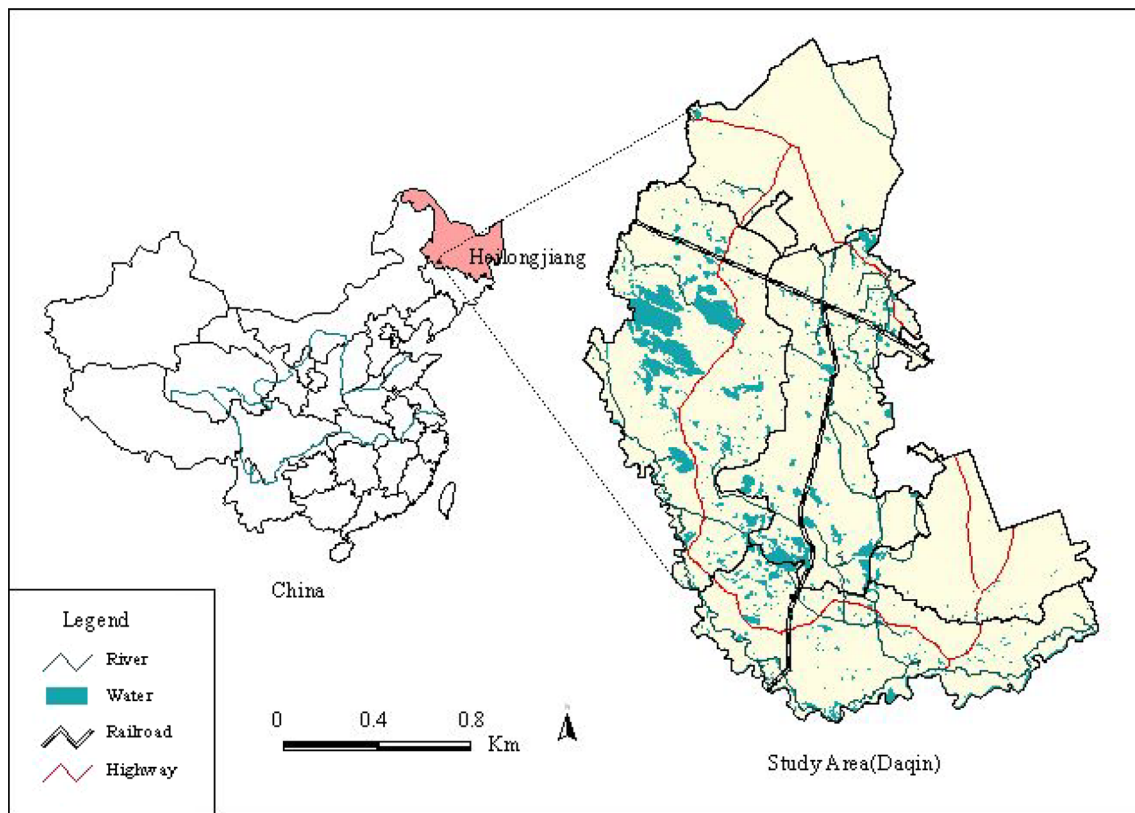 Heilongjiang
China
Legend
River
Water
Railroad
Highway
0 0.4 0.8
Km
Study Area(Daqin)